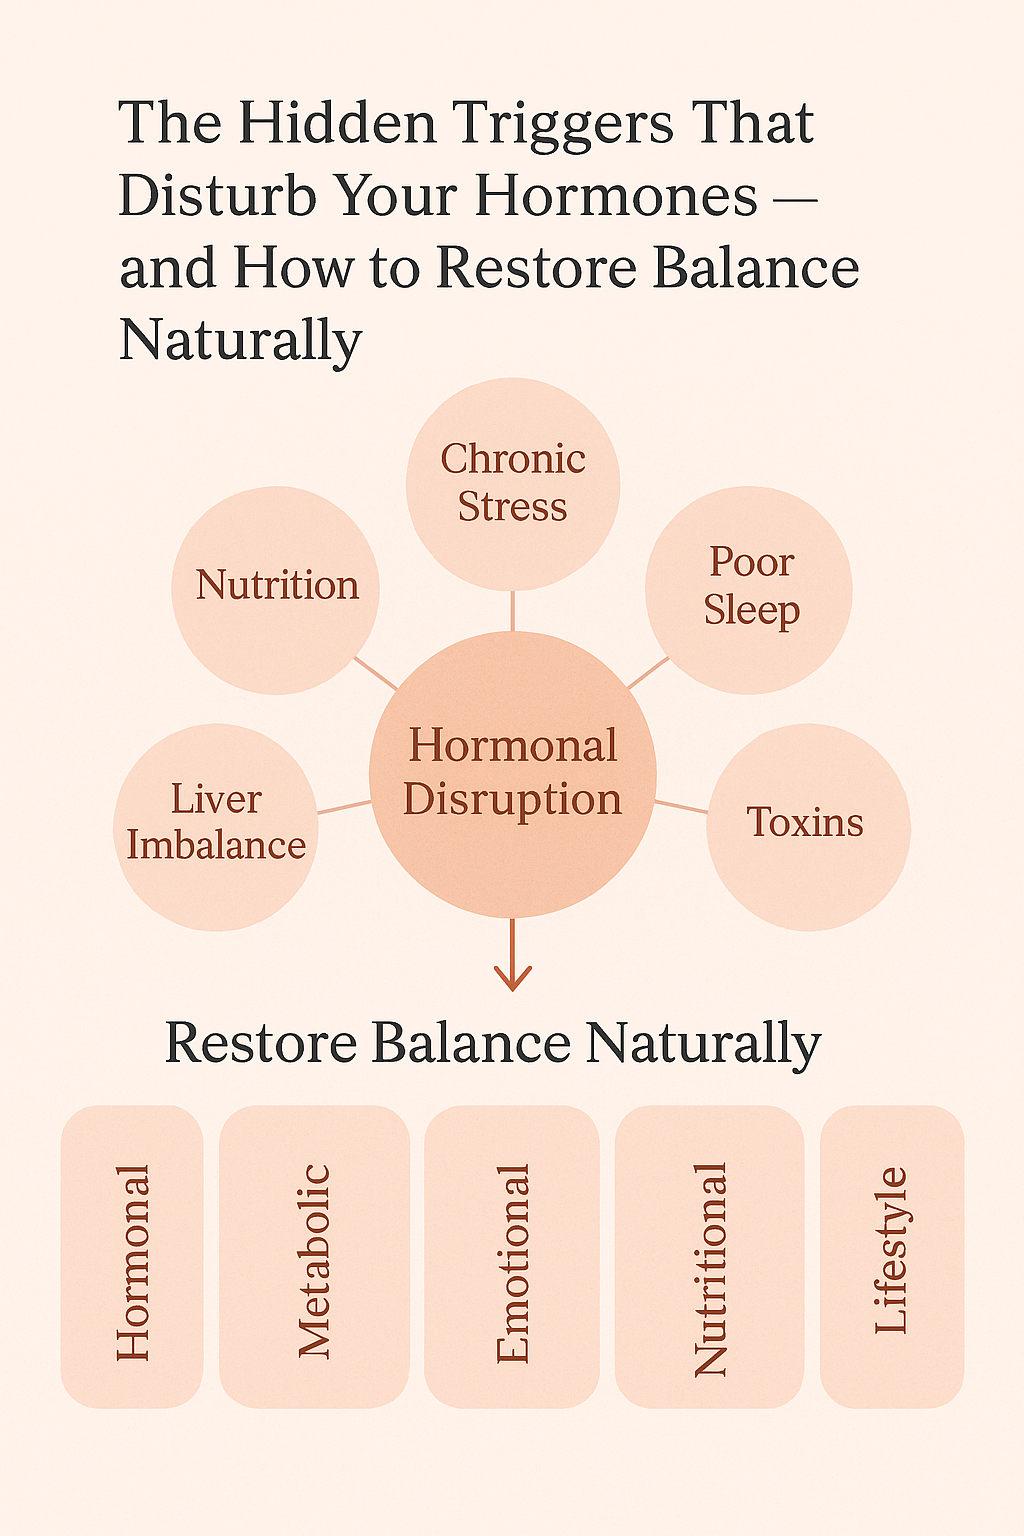 The Hidden Triggers That
Disturb Your Hormones —
and How to Restore Balance
Naturally
Chronic
Stress
Nutrition
Poor
Sleep
Hormonal
Disruption
Liver
Imbalance
Toxins
Restore Balance Naturally
Hormonal
Metabolic
Emotional
Nutritional
Lifestyle